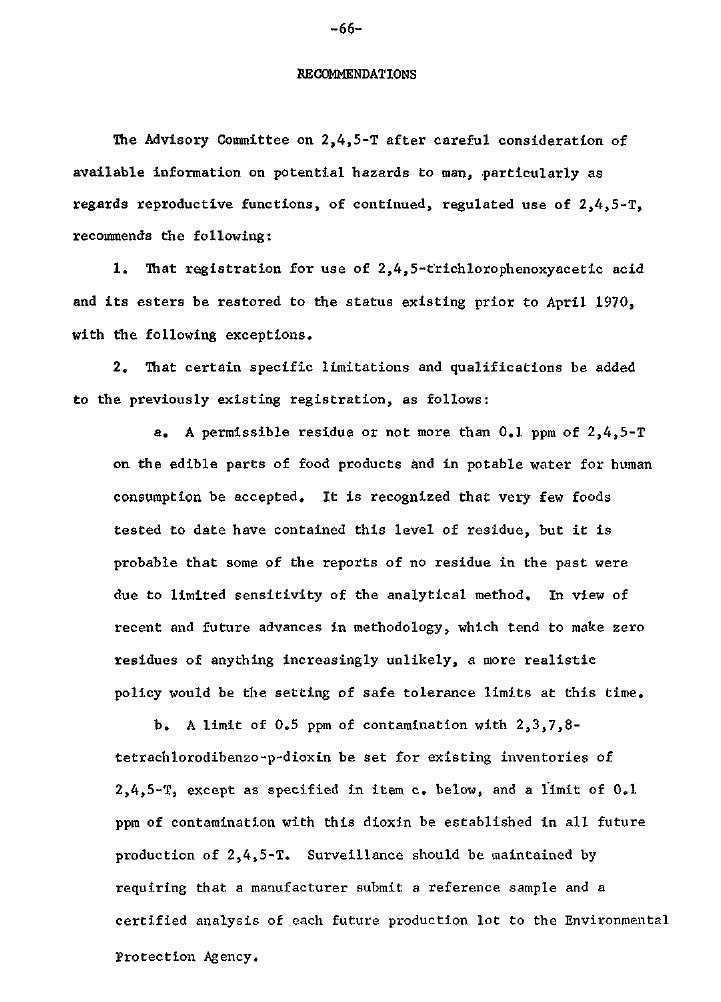 -66-
RECOMMENDATIONS
The Advisory Committee on 2,4,5-T after careful consideration of
available information on potential hazards to man, particularly as
regards reproductive functions, of continued, regulated use of 2,4,5-T,
recommends the following:
1. That registration for use of 2,4,5-trichlorophenoxyacetic acid
and its esters be restored to the status existing prior to April 1970,
with the following exceptions.
2. That certain specific limitations and qualifications be added
to the previously existing registration, as follows:
a. A permissible residue or not more than 0.1 ppm of 2,4,5-T
on the edible parts of food products and in potable water for human
consumption be accepted. It is recognized that very few foods
tested to date have contained this level of residue, but it is
probable that some of the reports of no residue in the past were
due to limited sensitivity of the analytical method. In view of
recent and future advances in methodology, which tend to make zero
residues of anything increasingly unlikely, a more realistic
policy would be the setting of safe tolerance limits at this time.
b. A limit of 0.5 ppm of contamination with 2,3,7,8-
tetrachlorodibenzo-p-dioxin be set for existing inventories of
2,4,5-T, except as specified in item c. below, and a limit of 0.1
ppm of contamination with this dioxin be established in all future
production of 2,4,5-T. Surveillance should be maintained by
requiring that a manufacturer submit a reference sample and a
certified analysis of each future production lot to the Environmental
Protection Agency.